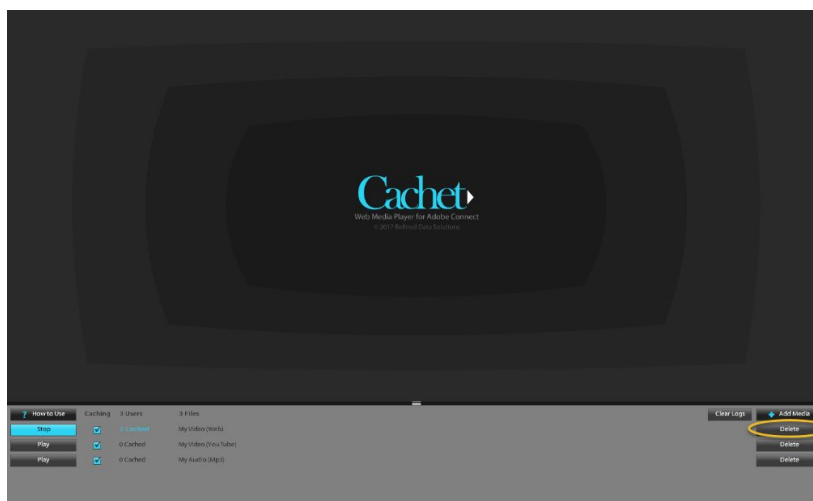 Cachet
Web Media Player for Adobe Connect
© 2017 Refined Data Solutions
? How to Use Caching 3 Users 3 Files Clear Logs Add Media
Stop Cached My Video (Web) Delete
Play 0 Cached My Video (YouTube) Delete
Play 0 Cached My Audio (Mp3) Delete